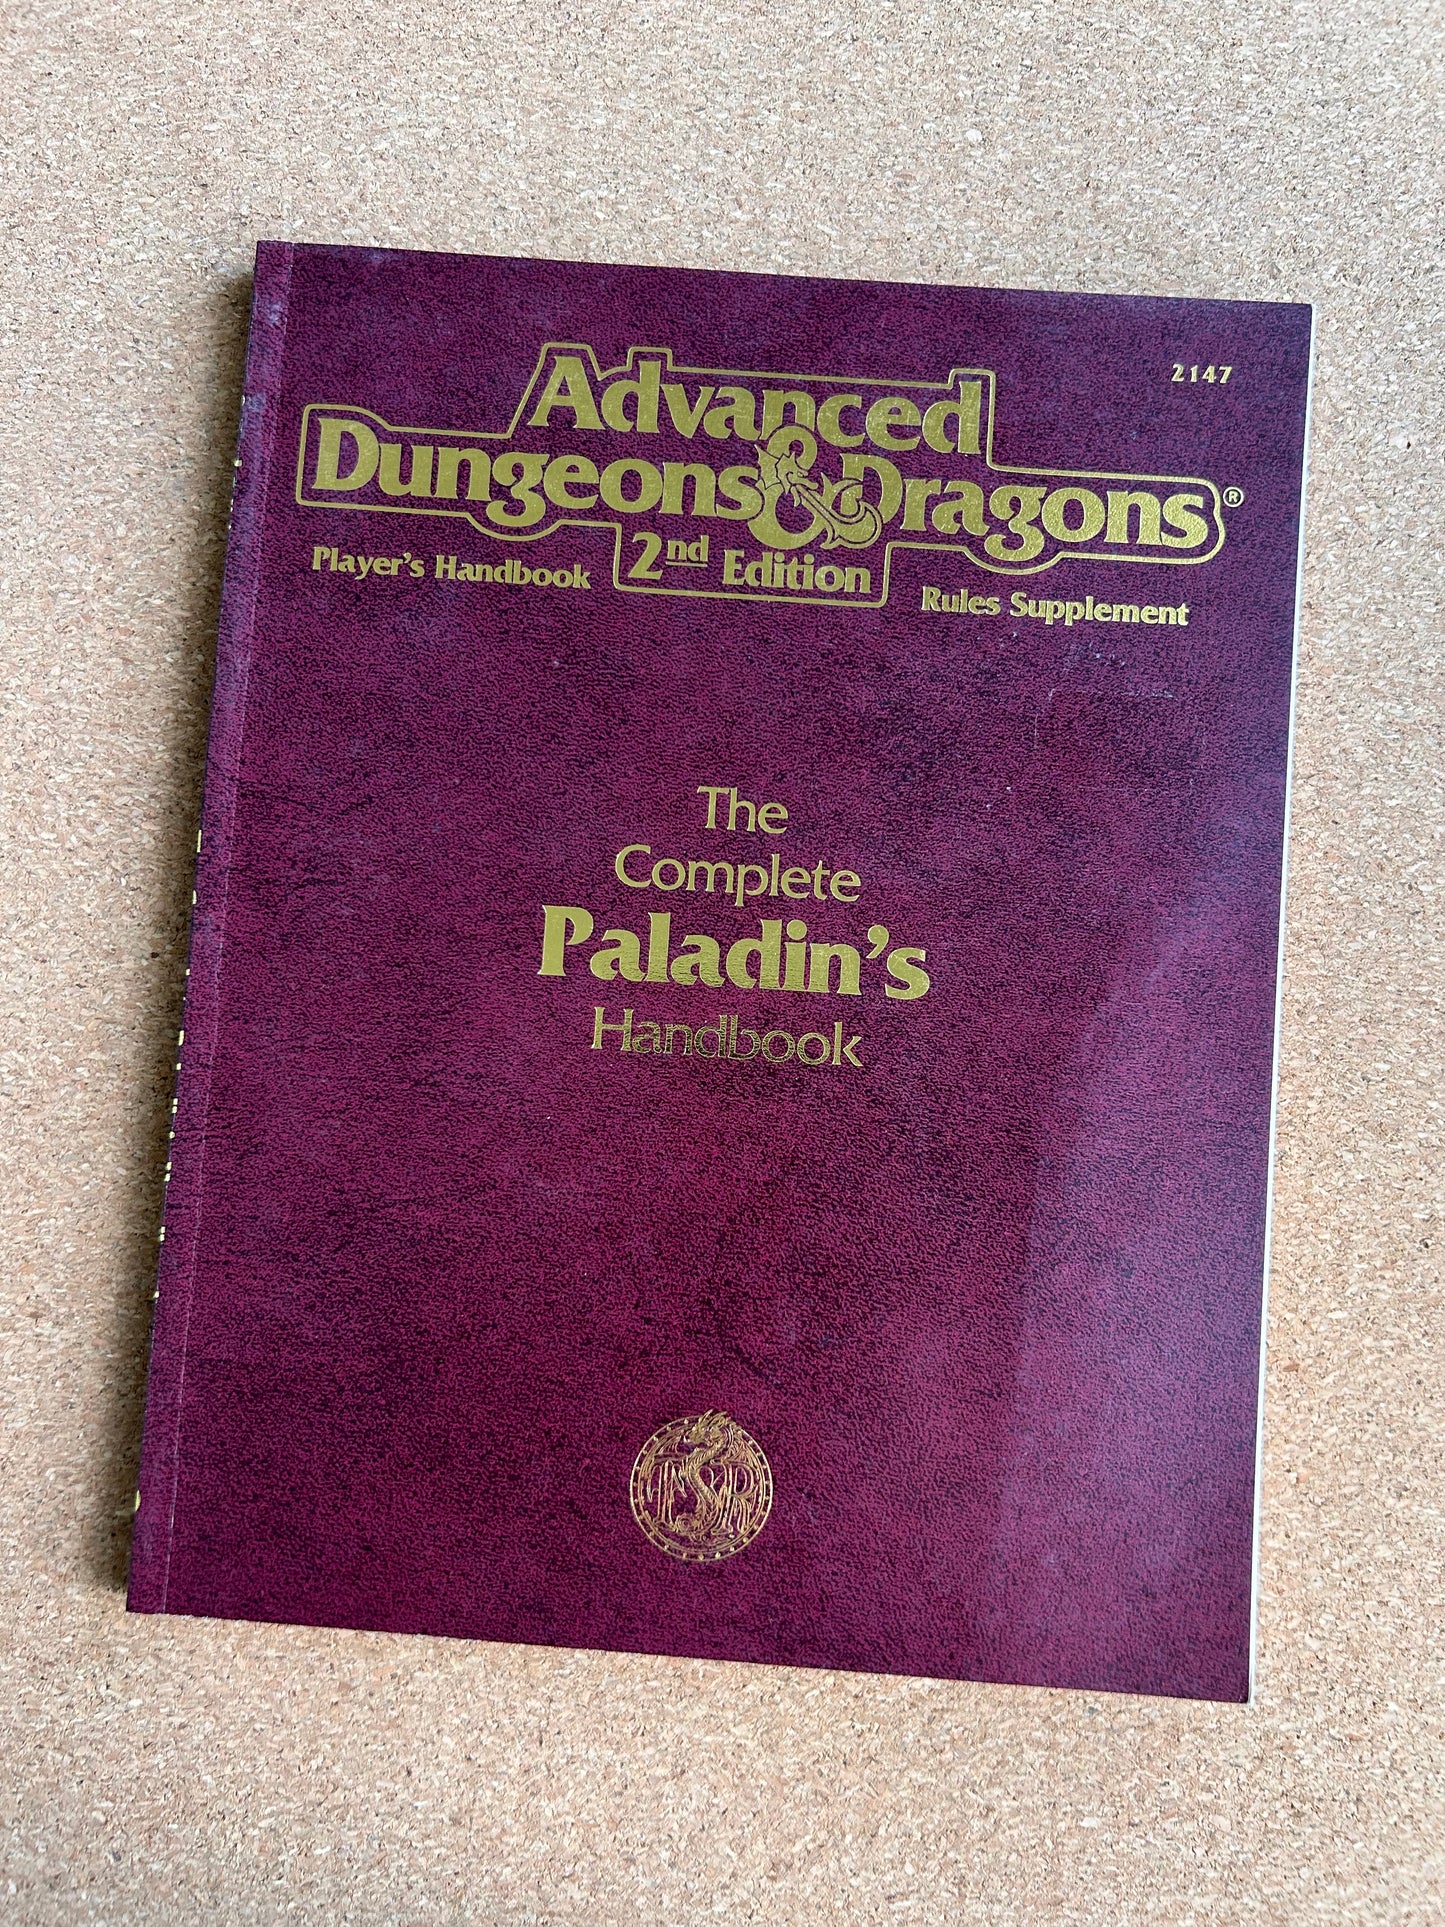 2147
Advanced
Dungeons & Dragons®
2nd Edition
Player's Handbook
Rules Supplement
The
Complete
Paladin's
Handbook
TSR